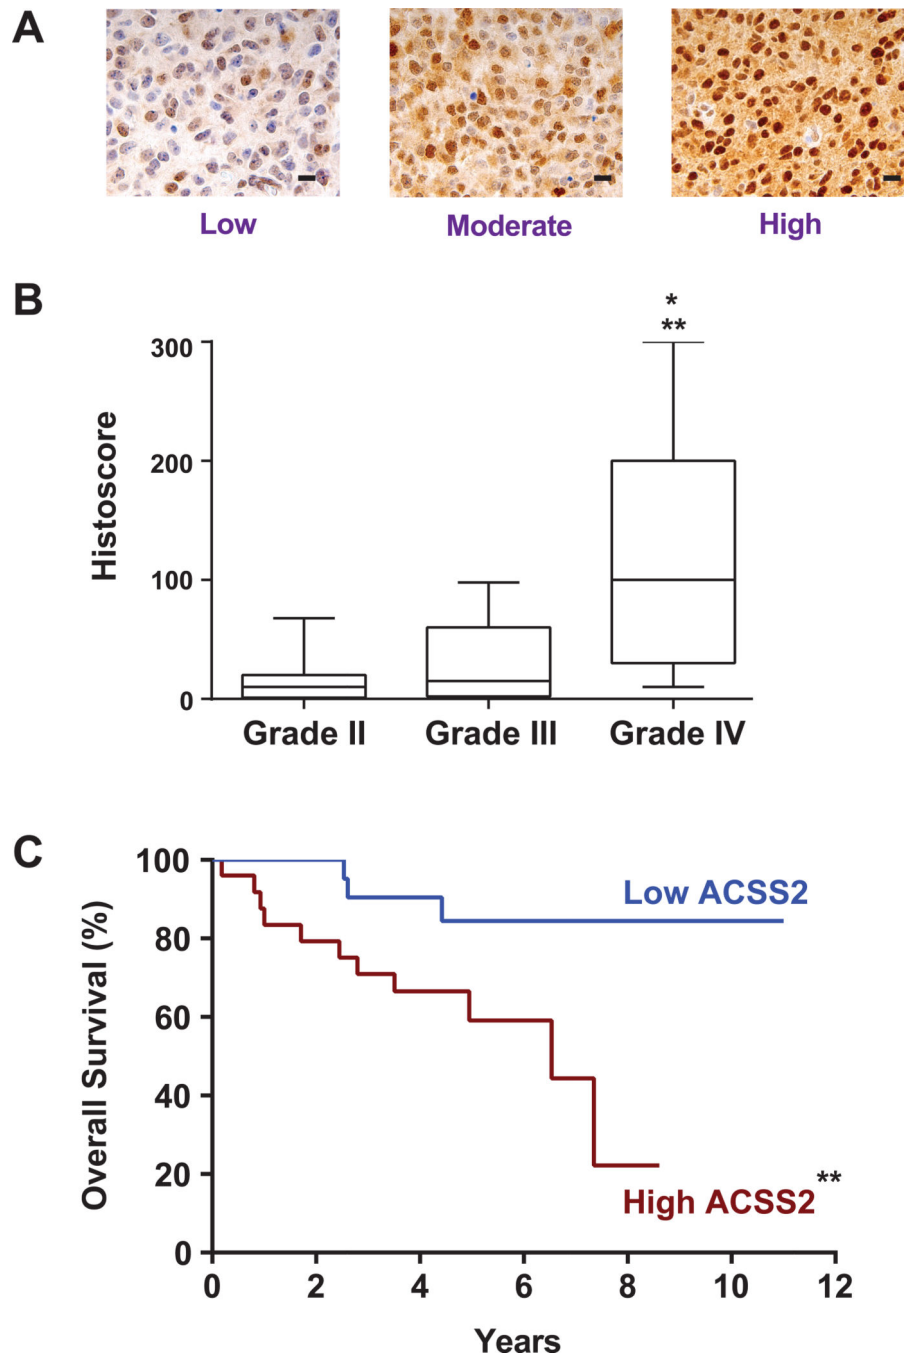 A
Low Moderate High
B
*
**
300
200
100
0
Histoscore
Grade II Grade III Grade IV
C
100
80
60
40
20
0
Overall Survival (%)
Low ACSS2
High ACSS2**
0 2 4 6 8 10 12
Years